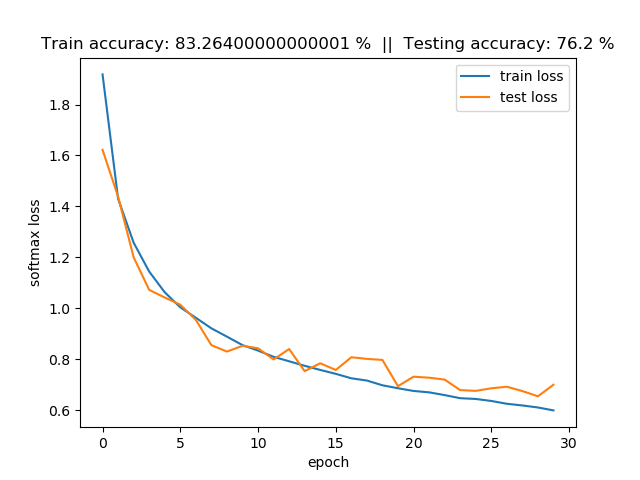 Train accuracy: 83.26400000000001 % || Testing accuracy: 76.2 %
train loss
test loss
softmax loss
1.8
1.6
1.4
1.2
1.0
0.8
0.6
0 5 10 15 20 25 30
epoch